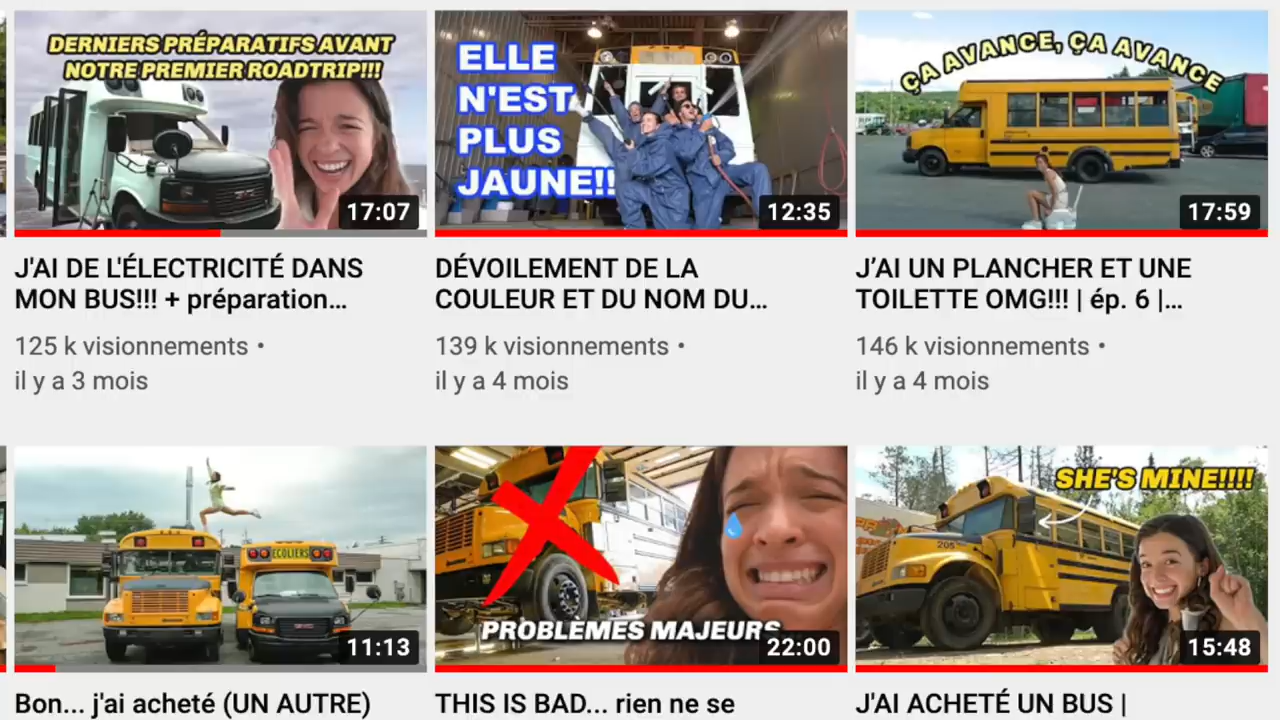 DERNIERS PRÉPARATIFS AVANT
NOTRE PREMIER ROADTRIP!!!
17:07
ELLE
N'EST
PLUS
JAUNE!!
12:35
ÇA AVANCE, ÇA AVANCE
17:59
J'AI DE L'ÉLECTRICITÉ DANS
MON BUS!!! + préparation...
125 k visionnements •
il y a 3 mois
DÉVOILEMENT DE LA
COULEUR ET DU NOM DU...
139 k visionnements •
il y a 4 mois
J’AI UN PLANCHER ET UNE
TOILETTE OMG!!! | ép. 6 |...
146 k visionnements •
il y a 4 mois
ECOLIERS
GMC
11:13
PROBLÈMES MAJEURS
22:00
SHE'S MINE!!!!
205
15:48
Bon... j'ai acheté (UN AUTRE)
THIS IS BAD... rien ne se
J'AI ACHETÉ UN BUS |